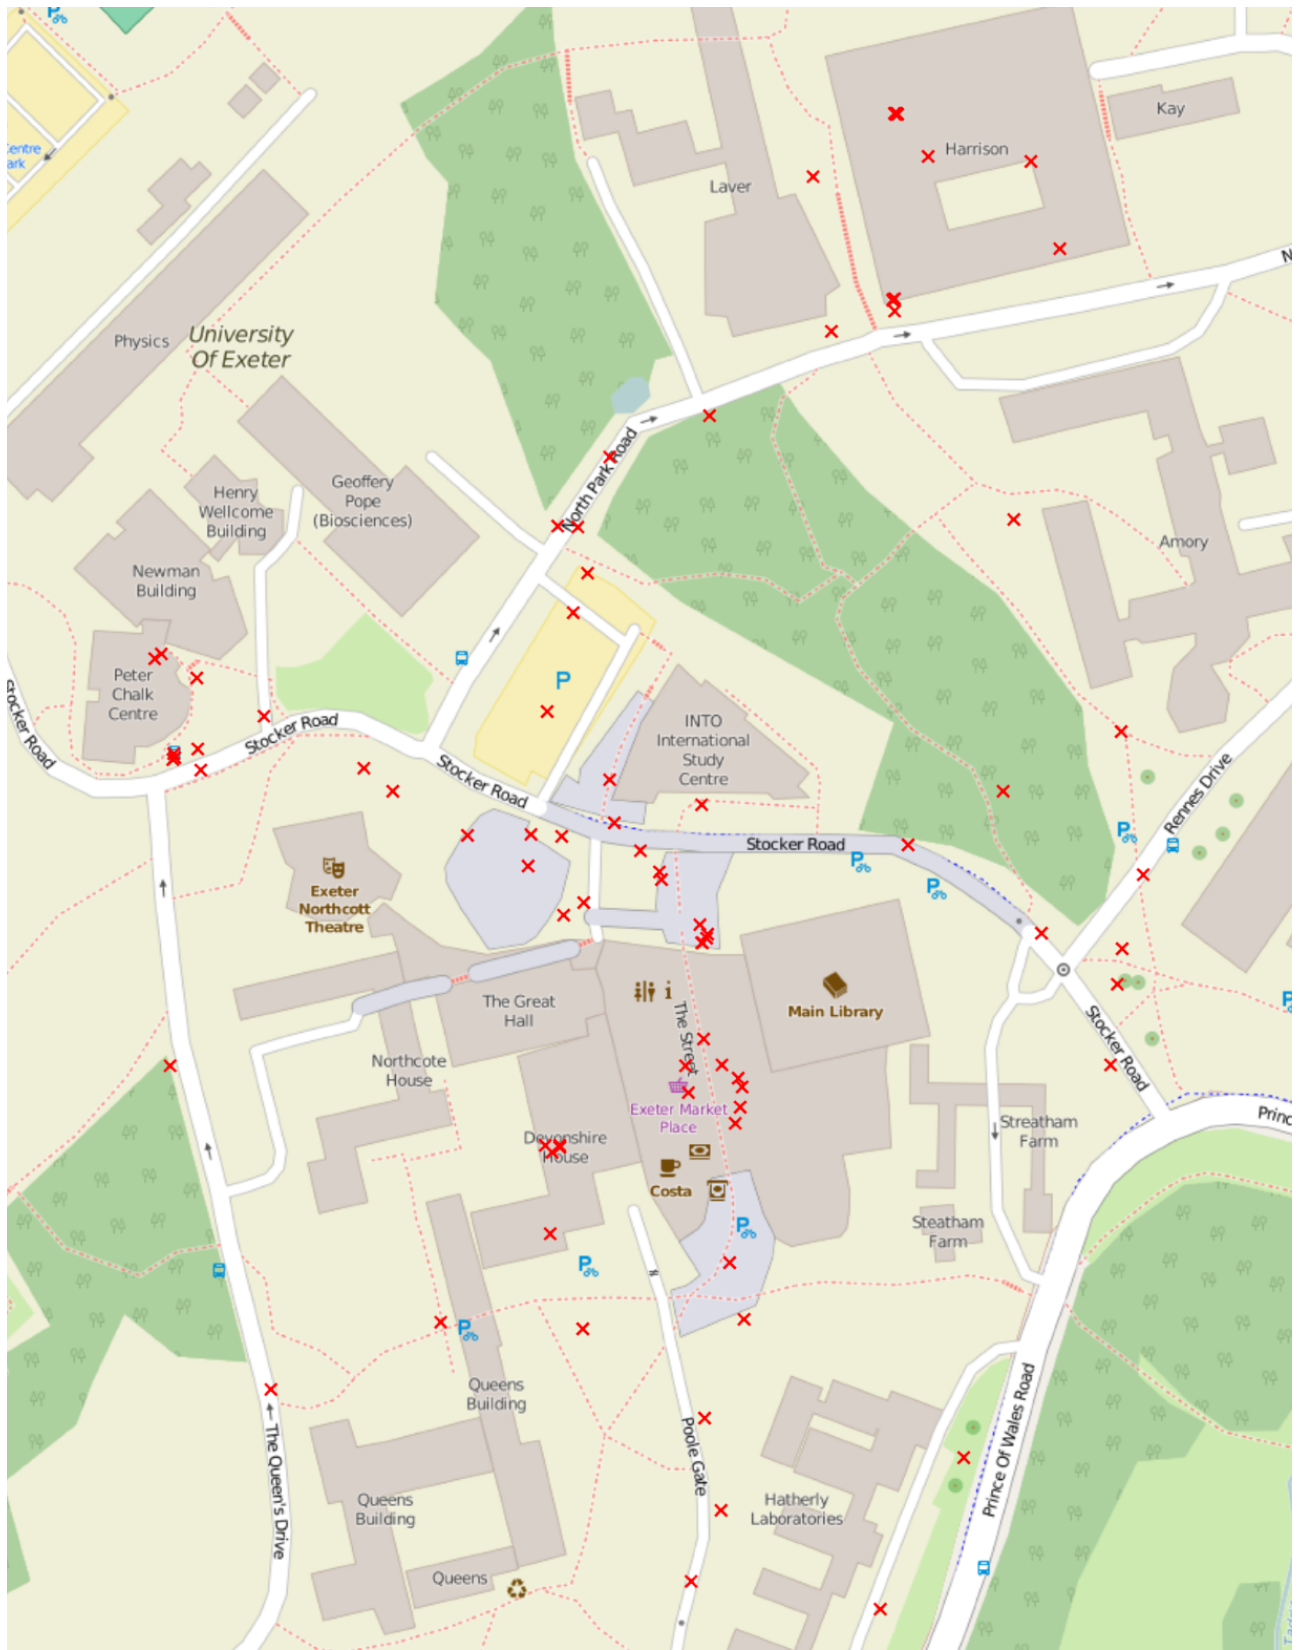 Kay
Harrison
Laver
entre
ark
University
Of Exeter
Physics
Geoffery
Pope
(Biosciences)
Henry
Wellcome
Building
North Park Road
Newman
Building
Amory
Peter
Chalk
Centre
P
INTO
International
Study
Centre
Stocker Road
Stocker Road
Stocker Road
Stocker Road
Rennes Drive
Exeter
Northcott
Theatre
The Great
Hall
The Street
Main Library
Stocker Road
Northcote
House
Exeter Market
Place
Princ
Streatham
Farm
Devonshire
House
Costa
Steatham
Farm
Queens
Building
Prince Of Wales Road
Poole Gate
The Queen's Drive
Queens
Building
Hatherly
Laboratories
Queens